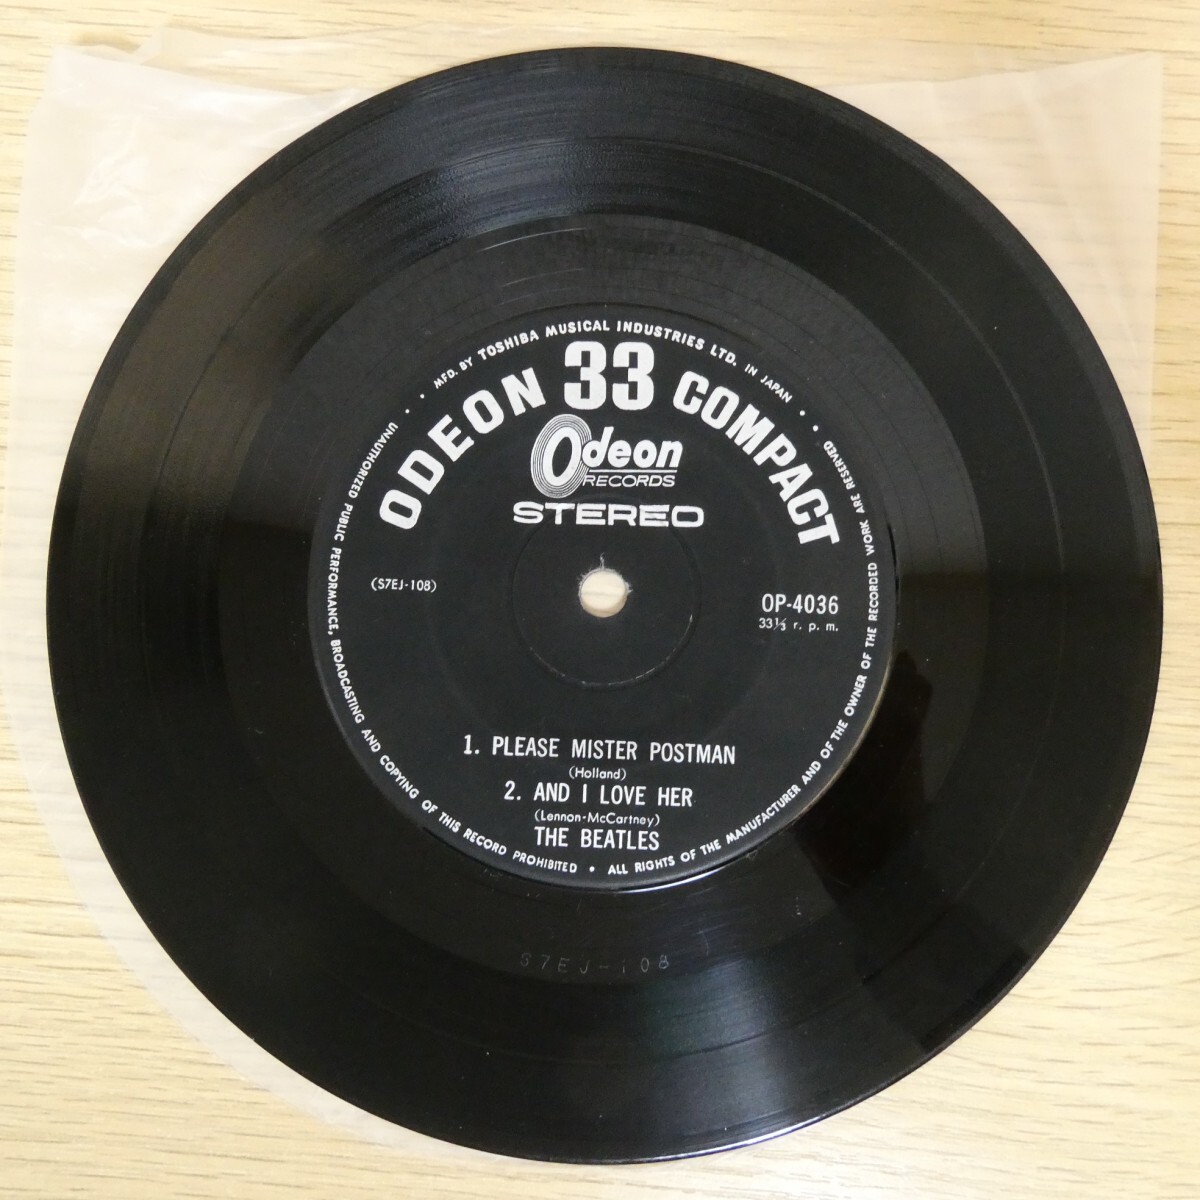 MFD. BY TOSHIBA MUSICAL INDUSTRIES LTD. IN JAPAN
ODEON 33 COMPACT
Odeon
RECORDS
STEREO
(S7EJ-108)
OP-4036
33⅓ r. p. m.
1. PLEASE MISTER POSTMAN
(Holland)
2. AND I LOVE HER
(Lennon-McCartney)
THE BEATLES
UNAUTHORIZED PUBLIC PERFORMANCE, BROADCASTING AND COPYING OF THIS RECORD PROHIBITED • ALL RIGHTS OF THE MANUFACTURER AND OF THE OWNER OF THE RECORDED WORK ARE RESERVED
S7EJ-108